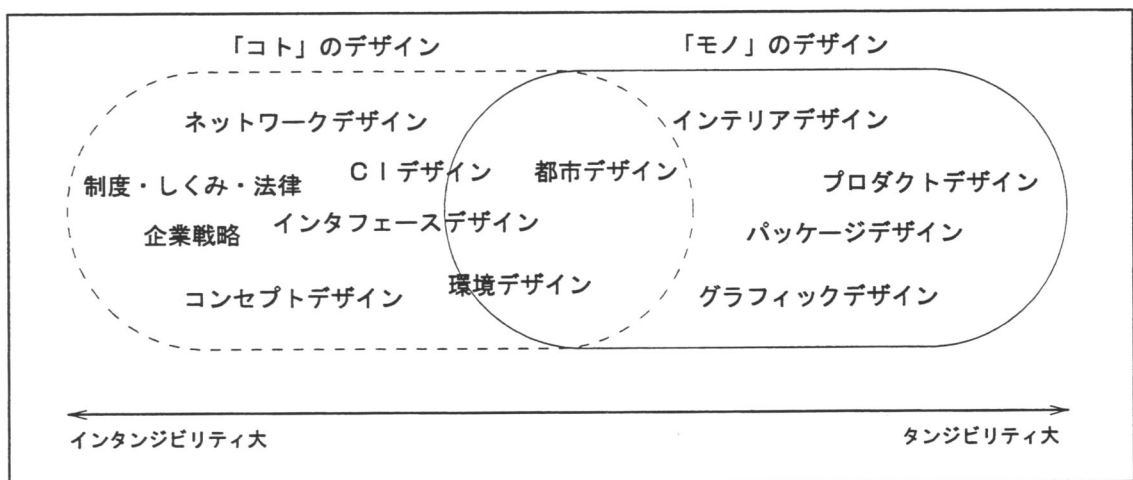 「コト」のデザイン
「モノ」のデザイン
ネットワークデザイン
インテリアデザイン
制度・しくみ・法律
CIデザイン
都市デザイン
プロダクトデザイン
企業戦略
インタフェースデザイン
パッケージデザイン
コンセプトデザイン
環境デザイン
グラフィックデザイン
インタンジビリティ大
タンジビリティ大